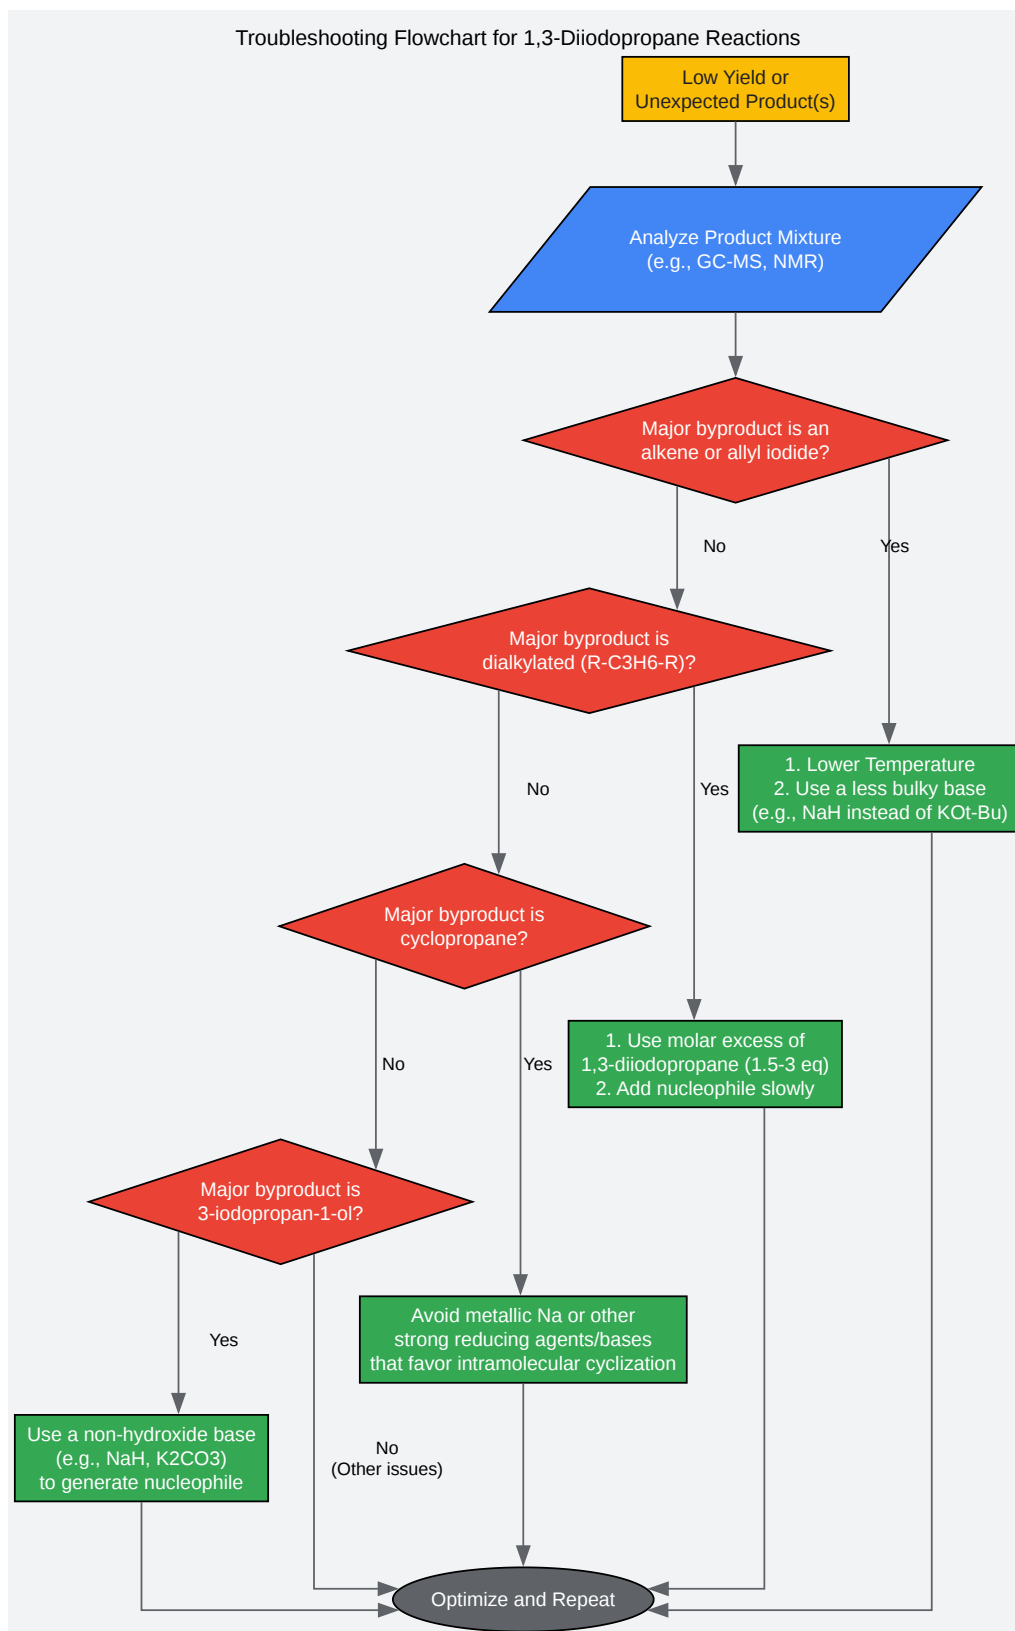 Troubleshooting Flowchart for 1,3-Diiodopropane Reactions
Low Yield or
Unexpected Product(s)
Analyze Product Mixture
(e.g., GC-MS, NMR)
Major byproduct is an
alkene or allyl iodide?
No
Yes
Major byproduct is
dialkylated (R-C3H6-R)?
No
Yes
1. Lower Temperature
2. Use a less bulky base
(e.g., NaH instead of KOt-Bu)
Major byproduct is
cyclopropane?
No
Yes
1. Use molar excess of
1,3-diiodopropane (1.5-3 eq)
2. Add nucleophile slowly
Major byproduct is
3-iodopropan-1-ol?
Yes
No
(Other issues)
Avoid metallic Na or other
strong reducing agents/bases
that favor intramolecular cyclization
Use a non-hydroxide base
(e.g., NaH, K2CO3)
to generate nucleophile
Optimize and Repeat